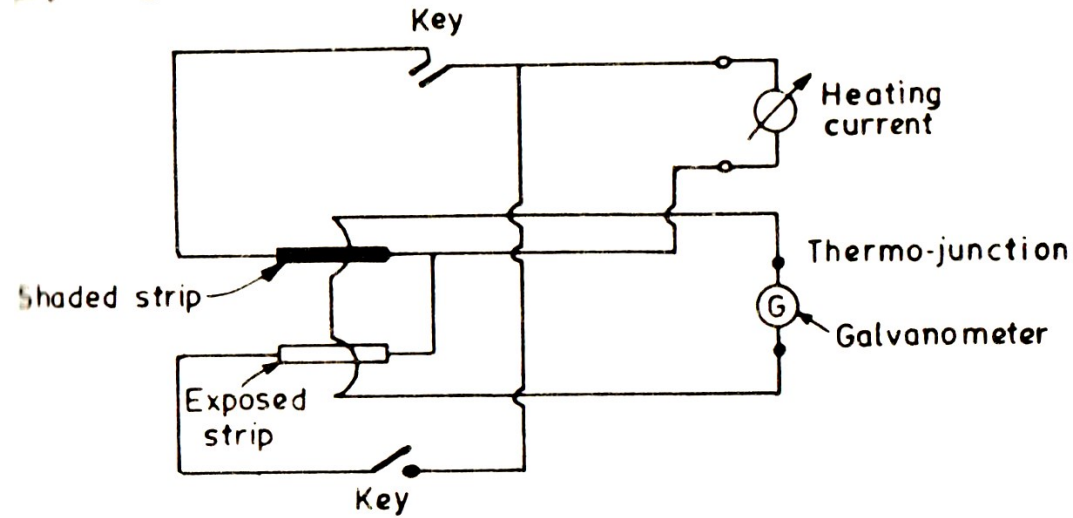 Key
Heating
current
Thermo-junction
Shaded strip
G
Galvanometer
Exposed
strip
Key